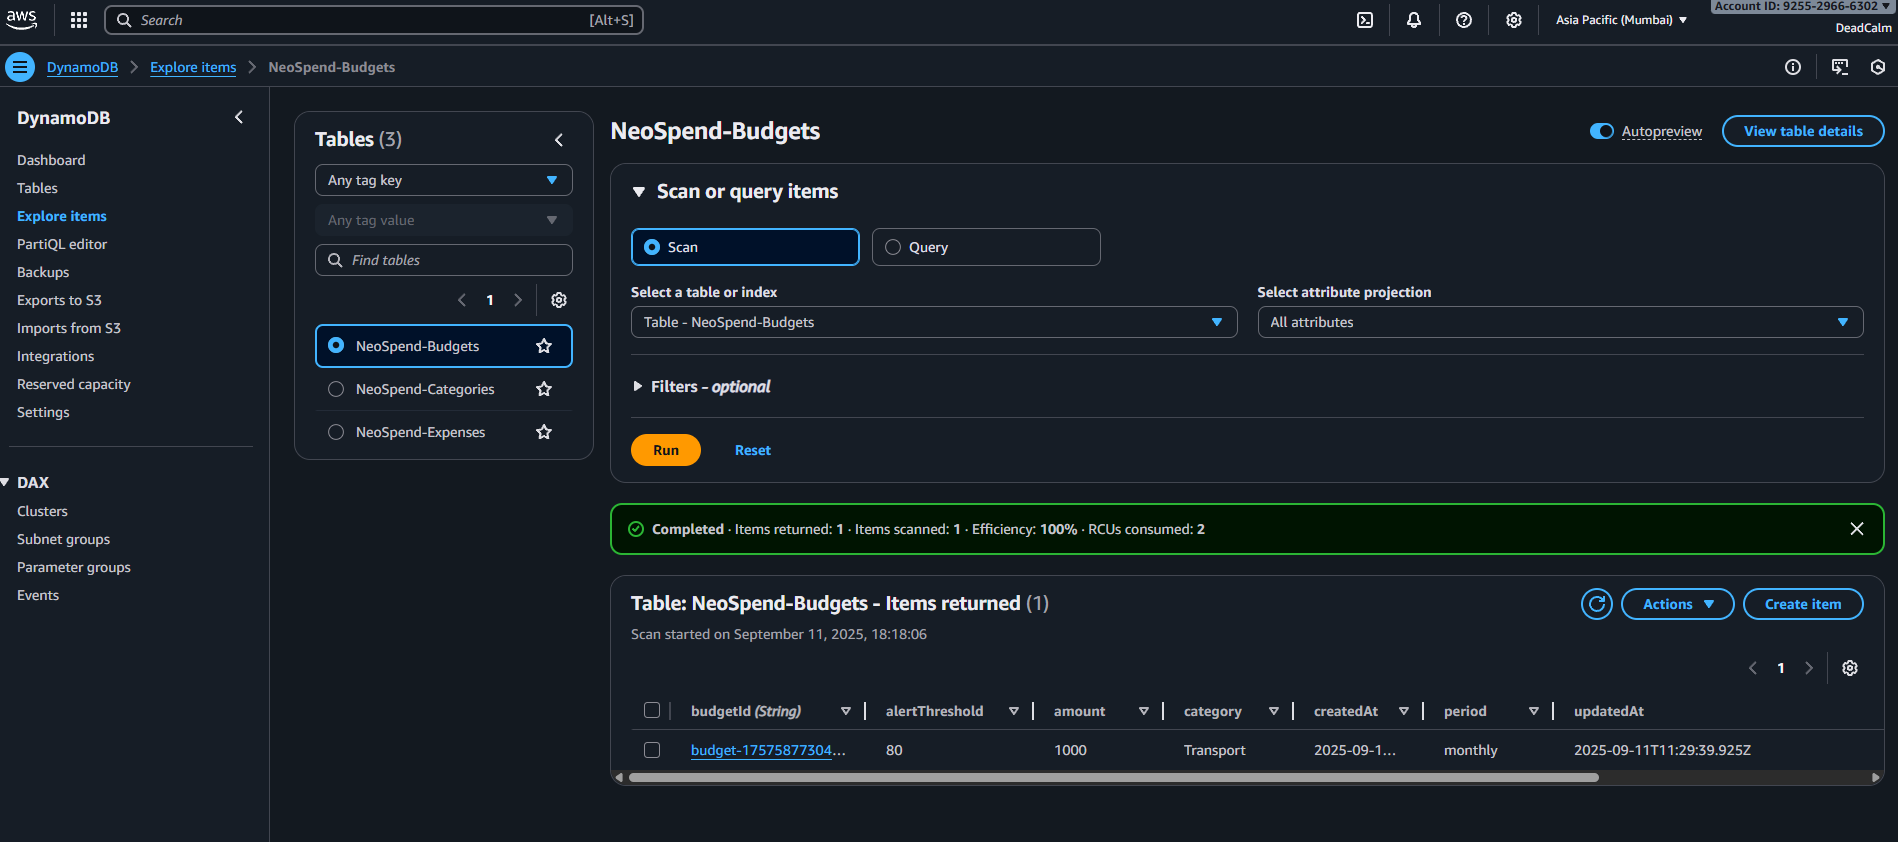 aws
Search [Alt+S]
Asia Pacific (Mumbai)
Account ID: 9255-2966-6302
DeadCalm
DynamoDB
Explore items
NeoSpend-Budgets
DynamoDB
Dashboard
Tables
Explore items
PartiQL editor
Backups
Exports to S3
Imports from S3
Integrations
Reserved capacity
Settings
DAX
Clusters
Subnet groups
Parameter groups
Events
Tables (3)
Any tag key
Any tag value
Find tables
1
NeoSpend-Budgets
NeoSpend-Categories
NeoSpend-Expenses
NeoSpend-Budgets
Autopreview
View table details
Scan or query items
Scan
Query
Select a table or index
Table - NeoSpend-Budgets
Select attribute projection
All attributes
Filters - optional
Run
Reset
Completed · Items returned: 1 · Items scanned: 1 · Efficiency: 100% · RCUs consumed: 2
Table: NeoSpend-Budgets - Items returned (1)
Scan started on September 11, 2025, 18:18:06
Actions
Create item
1
budgetId (String) alertThreshold amount category createdAt period updatedAt
budget-17575877304... 80 1000 Transport 2025-09-1... monthly 2025-09-11T11:29:39.925Z